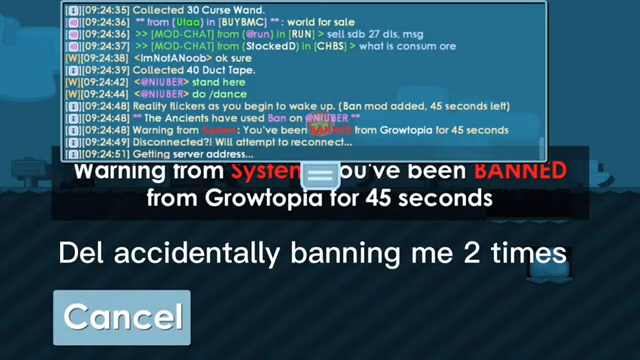 [09:24:35] Collected 30 Curse Wand.
[09:24:36] ** from (Utaa) in [BUYBMC] ** : world for sale
[09:24:36] >> [MOD-CHAT] from (@run) in [RUN] > sell sdb 27 dls, msg
[09:24:37] >> [MOD-CHAT] from (StockedD) in [CHBS] > what is consum ore
[W][09:24:38] <ImNotANoob> ok sure
[09:24:39] Collected 40 Duct Tape.
[W][09:24:42] <@NIUBER> stand here
[W][09:24:44] <@NIUBER> do /dance
[09:24:48] Reality flickers as you begin to wake up. (Ban mod added, 45 seconds left)
[09:24:48] ** The Ancients have used Ban on @NIUBER **
[09:24:48] Warning from System: You've been BANNED from Growtopia for 45 seconds
[09:24:49] Disconnected?! Will attempt to reconnect...
[09:24:51] Getting server address...
Warning from System You've been BANNED
from Growtopia for 45 seconds
Del accidentally banning me 2 times
Cancel